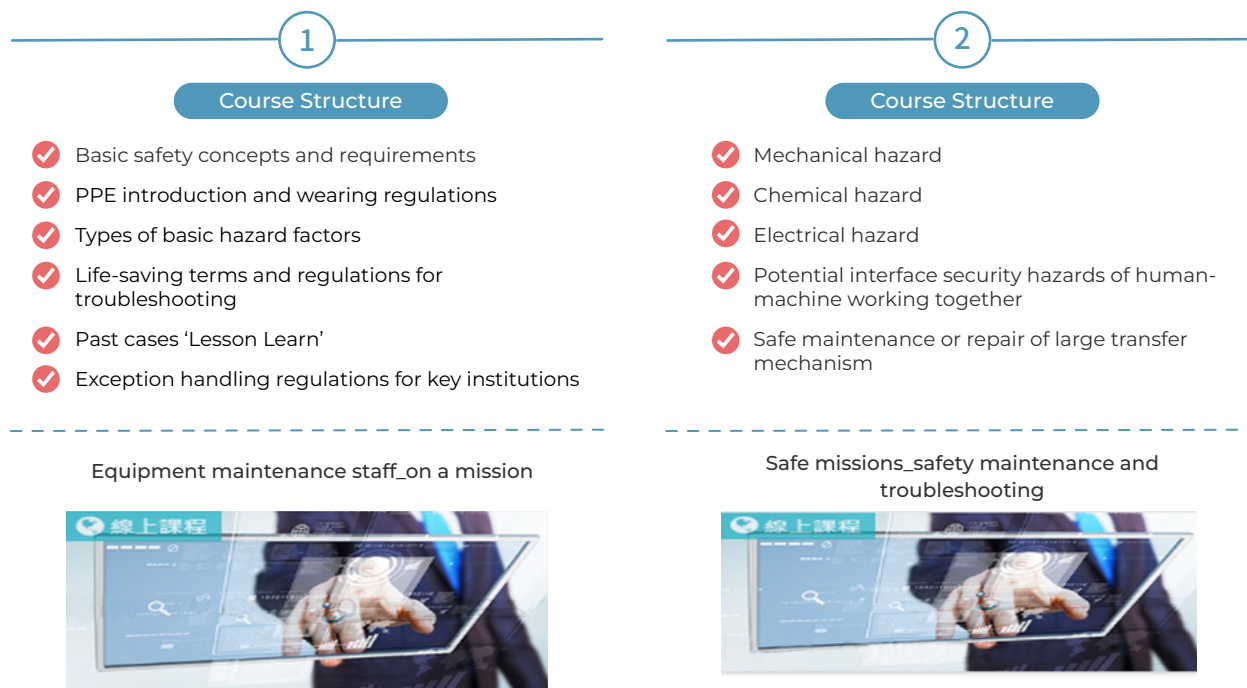 1
Course Structure
Basic safety concepts and requirements
PPE introduction and wearing regulations
Types of basic hazard factors
Life-saving terms and regulations for
troubleshooting
Past cases ‘Lesson Learn’
Exception handling regulations for key institutions
Equipment maintenance staff_on a mission
線上課程
2
Course Structure
Mechanical hazard
Chemical hazard
Electrical hazard
Potential interface security hazards of human-
machine working together
Safe maintenance or repair of large transfer
mechanism
Safe missions_safety maintenance and
troubleshooting
線上課程